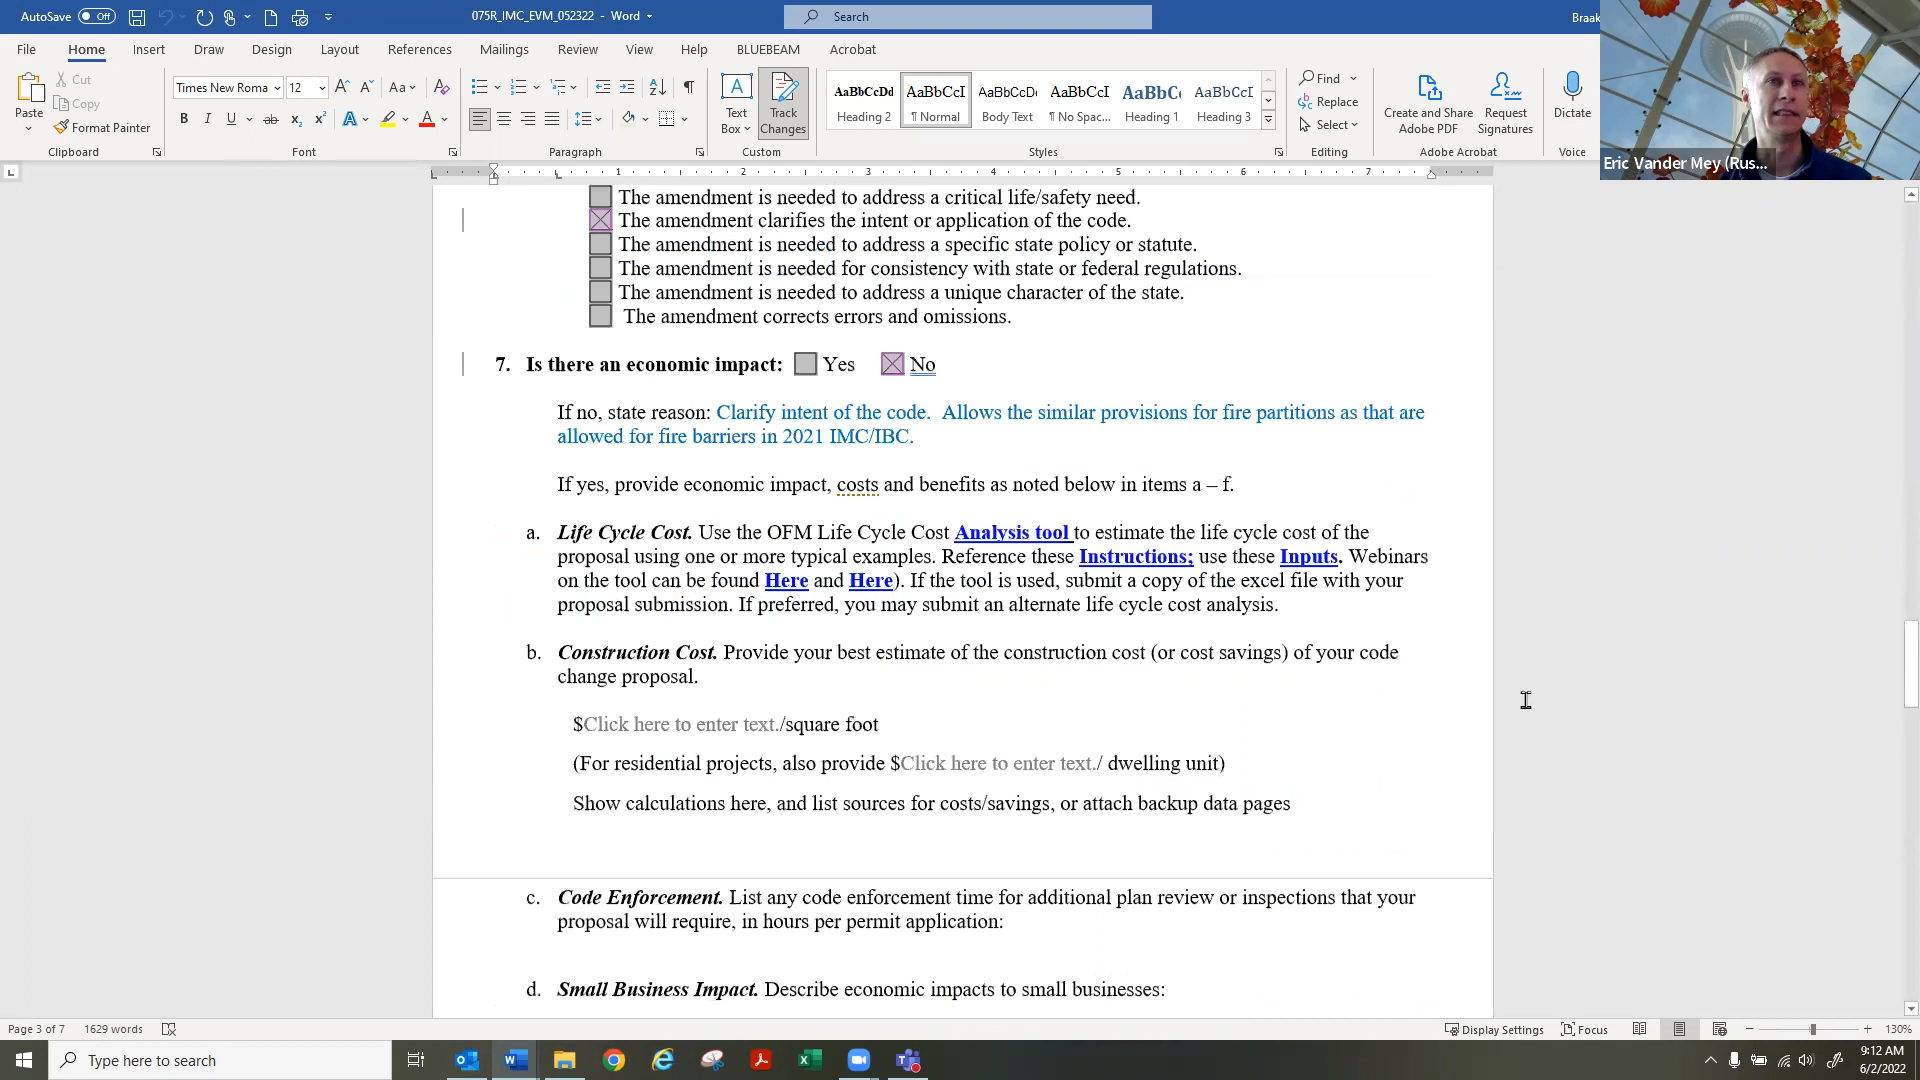 AutoSave Off 075R_IMC_EVM_052322 - Word Search Braak
File Home Insert Draw Design Layout References Mailings Review View Help BLUEBEAM Acrobat
Paste Cut Copy Format Painter Clipboard
Times New Roma 12 Font
Paragraph
Text Box Track Changes Custom
AaBbCcDd Heading 2
AaBbCcI ¶ Normal
AaBbCcDc Body Text
AaBbCcI ¶ No Spac...
AaBbC Heading 1
AaBbCcI Heading 3
Styles
Find Replace Select Editing
Create and Share Adobe PDF Request Signatures Adobe Acrobat
Dictate Voice
Eric Vander Mey (Rus...
1 2 3 4 5 6 7
The amendment is needed to address a critical life/safety need.
The amendment clarifies the intent or application of the code.
The amendment is needed to address a specific state policy or statute.
The amendment is needed for consistency with state or federal regulations.
The amendment is needed to address a unique character of the state.
The amendment corrects errors and omissions.
7. Is there an economic impact: Yes No
If no, state reason: Clarify intent of the code. Allows the similar provisions for fire partitions as that are
allowed for fire barriers in 2021 IMC/IBC.
If yes, provide economic impact, costs and benefits as noted below in items a – f.
a. Life Cycle Cost. Use the OFM Life Cycle Cost Analysis tool to estimate the life cycle cost of the
proposal using one or more typical examples. Reference these Instructions; use these Inputs. Webinars
on the tool can be found Here and Here). If the tool is used, submit a copy of the excel file with your
proposal submission. If preferred, you may submit an alternate life cycle cost analysis.
b. Construction Cost. Provide your best estimate of the construction cost (or cost savings) of your code
change proposal.
$Click here to enter text./square foot
(For residential projects, also provide $Click here to enter text./ dwelling unit)
Show calculations here, and list sources for costs/savings, or attach backup data pages
c. Code Enforcement. List any code enforcement time for additional plan review or inspections that your
proposal will require, in hours per permit application:
d. Small Business Impact. Describe economic impacts to small businesses:
Page 3 of 7 1629 words Display Settings Focus 130%
Type here to search
9:12 AM
6/2/2022